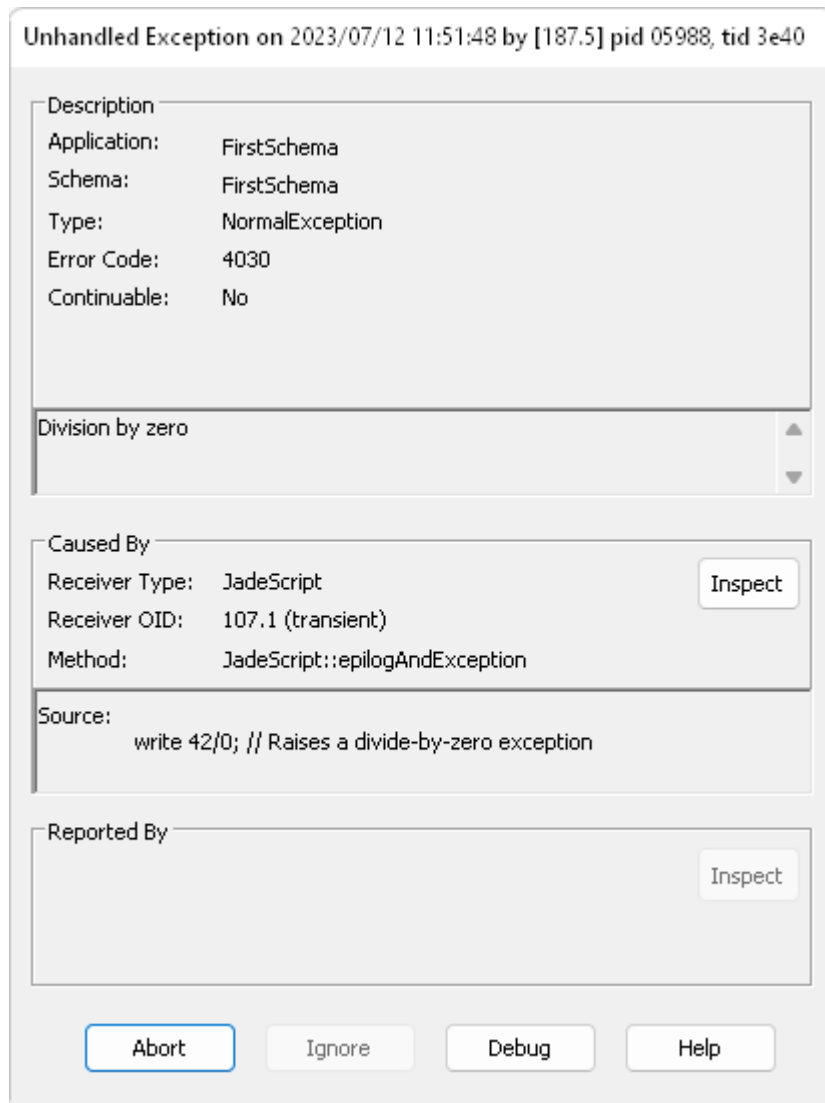 Unhandled Exception on 2023/07/12 11:51:48 by [187.5] pid 05988, tid 3e40
Description
Application: FirstSchema
Schema: FirstSchema
Type: NormalException
Error Code: 4030
Continuable: No
Division by zero
Caused By
Receiver Type: JadeScript Inspect
Receiver OID: 107.1 (transient)
Method: JadeScript::epilogAndException
Source:
write 42/0; // Raises a divide-by-zero exception
Reported By
Inspect
Abort Ignore Debug Help